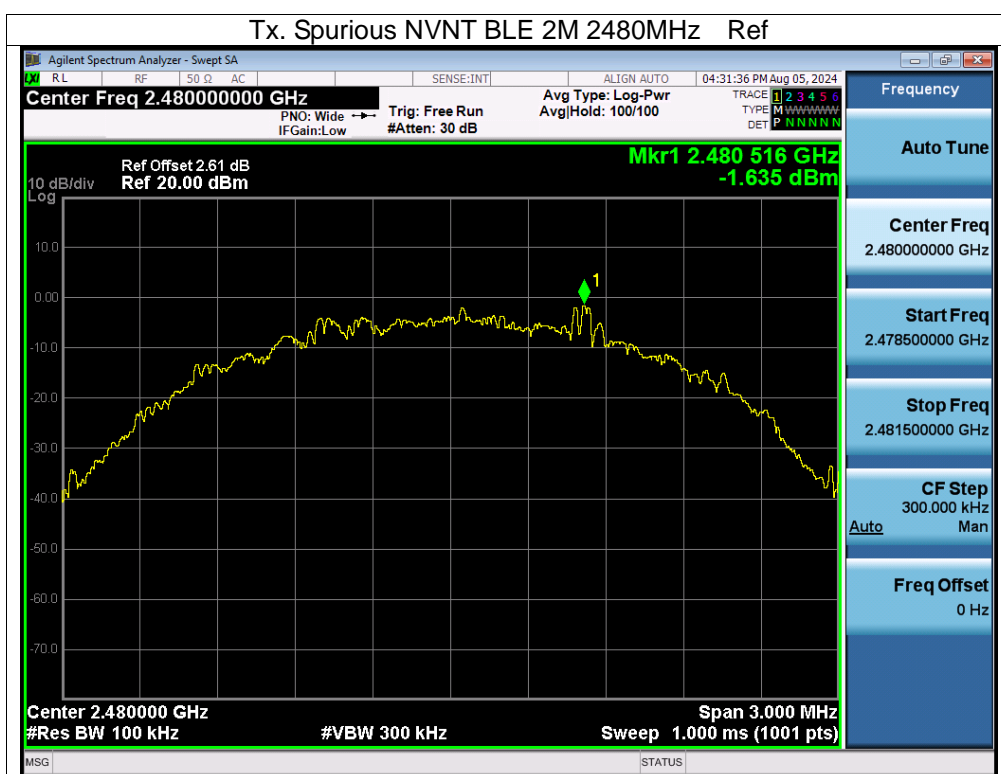 Tx. Spurious NVNT BLE 2M 2480MHz Ref
Agilent Spectrum Analyzer - Swept SA
LXI RL RF 50 Ω AC SENSE:INT ALIGN AUTO 04:31:36 PM Aug 05, 2024
Center Freq 2.480000000 GHz
PNO: Wide
IFGain:Low
Trig: Free Run
#Atten: 30 dB
Avg Type: Log-Pwr
Avg|Hold: 100/100
TRACE 1 2 3 4 5 6
TYPE M WWWWW
DET P N N N N N
Ref Offset 2.61 dB
10 dB/div Ref 20.00 dBm
Log
Mkr1 2.480 516 GHz
-1.635 dBm
1
10.0
0.00
-10.0
-20.0
-30.0
-40.0
-50.0
-60.0
-70.0
Center 2.480000 GHz Span 3.000 MHz
#Res BW 100 kHz #VBW 300 kHz Sweep 1.000 ms (1001 pts)
MSG STATUS
Frequency
Auto Tune
Center Freq
2.480000000 GHz
Start Freq
2.478500000 GHz
Stop Freq
2.481500000 GHz
CF Step
300.000 kHz
Auto Man
Freq Offset
0 Hz